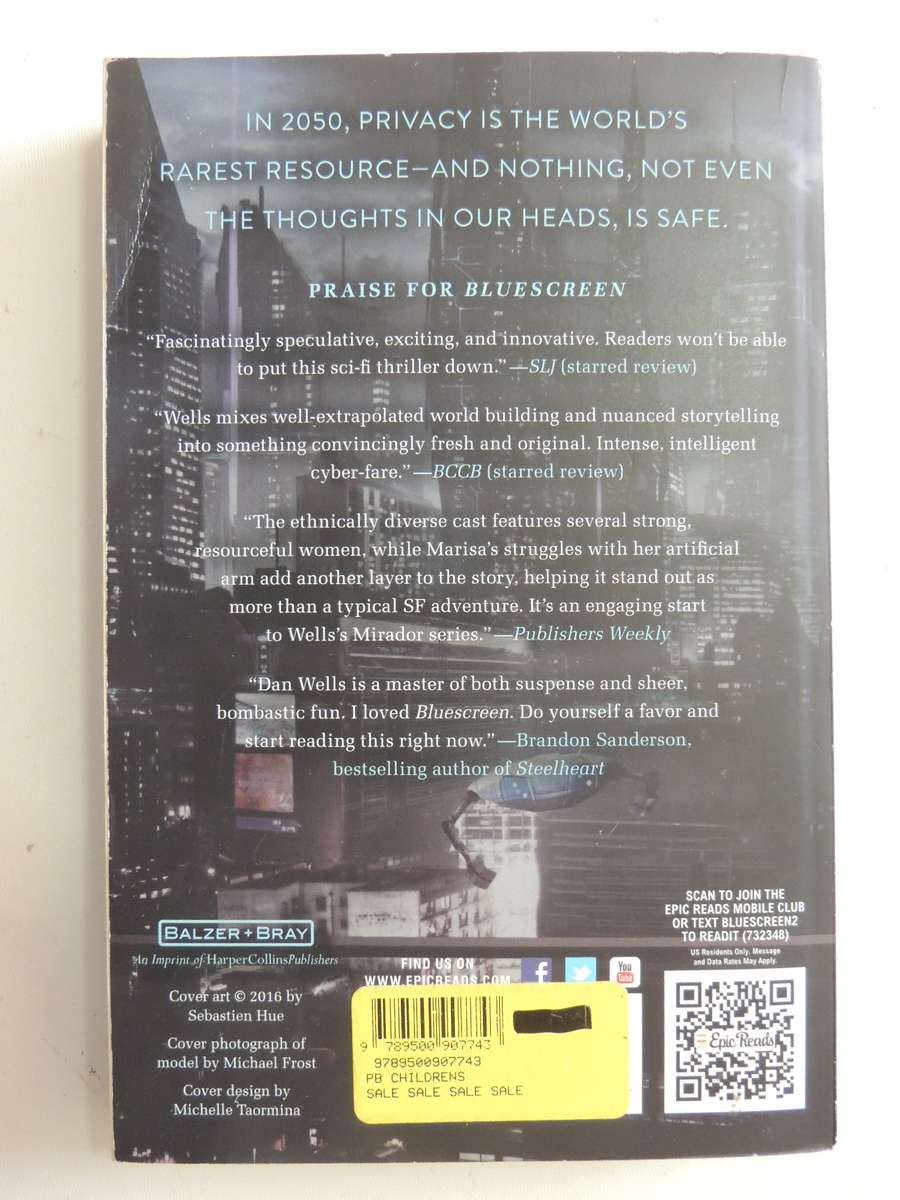 IN 2050, PRIVACY IS THE WORLD'S
RAREST RESOURCE—AND NOTHING, NOT EVEN
THE THOUGHTS IN OUR HEADS, IS SAFE.
PRAISE FOR BLUESCREEN
"Fascinatingly speculative, exciting, and innovative. Readers won't be able
to put this sci-fi thriller down."—SLJ (starred review)
"Wells mixes well-extrapolated world building and nuanced storytelling
into something convincingly fresh and original. Intense, intelligent
cyber-fare."—BCCB (starred review)
"The ethnically diverse cast features several strong,
resourceful women, while Marisa's struggles with her artificial
arm add another layer to the story, helping it stand out as
more than a typical SF adventure. It's an engaging start
to Wells's Mirador series."—Publishers Weekly
"Dan Wells is a master of both suspense and sheer,
bombastic fun. I loved Bluescreen. Do yourself a favor and
start reading this right now."—Brandon Sanderson,
bestselling author of Steelheart
BALZER + BRAY
An Imprint of HarperCollinsPublishers
Cover art © 2016 by
Sebastien Hue
Cover photograph of
model by Michael Frost
Cover design by
Michelle Taormina
FIND US ON
WWW.EPICREADS.COM
f
You
Tube
9 789500 907743
9789500907743
PB CHILDRENS
SALE SALE SALE SALE
SCAN TO JOIN THE
EPIC READS MOBILE CLUB
OR TEXT BLUESCREEN2
TO READIT (732348)
US Residents Only. Message
and Data Rates May Apply.
Epic Reads